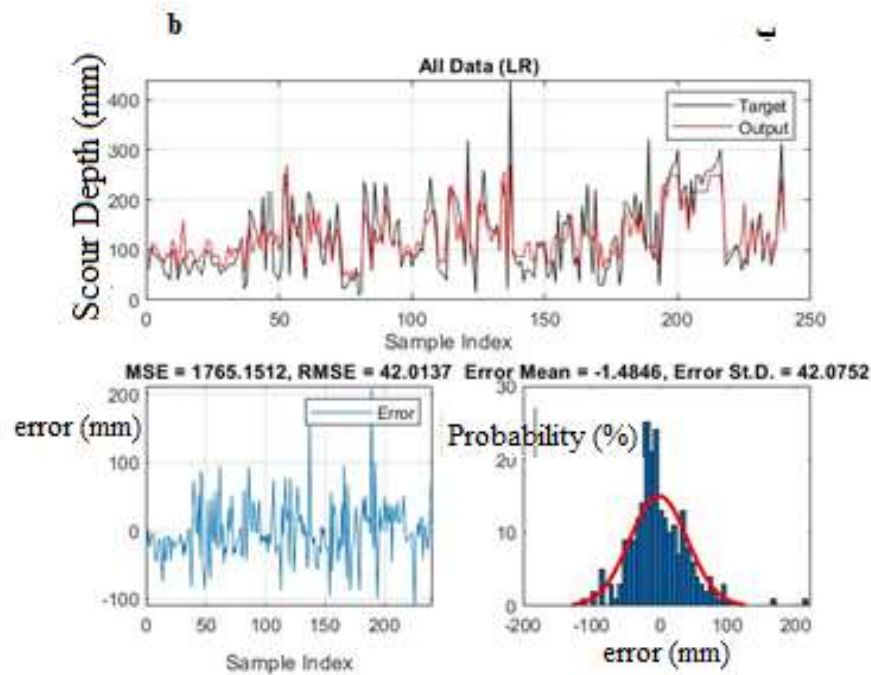 b
All Data (LR)
Scour Depth (mm)
400
300
200
100
0
Target
Output
0 50 100 150 200 250
Sample Index
MSE = 1765.1512, RMSE = 42.0137 Error Mean = -1.4846, Error St.D. = 42.0752
error (mm)
200
100
0
-100
Error
0 50 100 150 200
Sample Index
Probability (%)
30
20
10
0
-200 -100 0 100 200
error (mm)